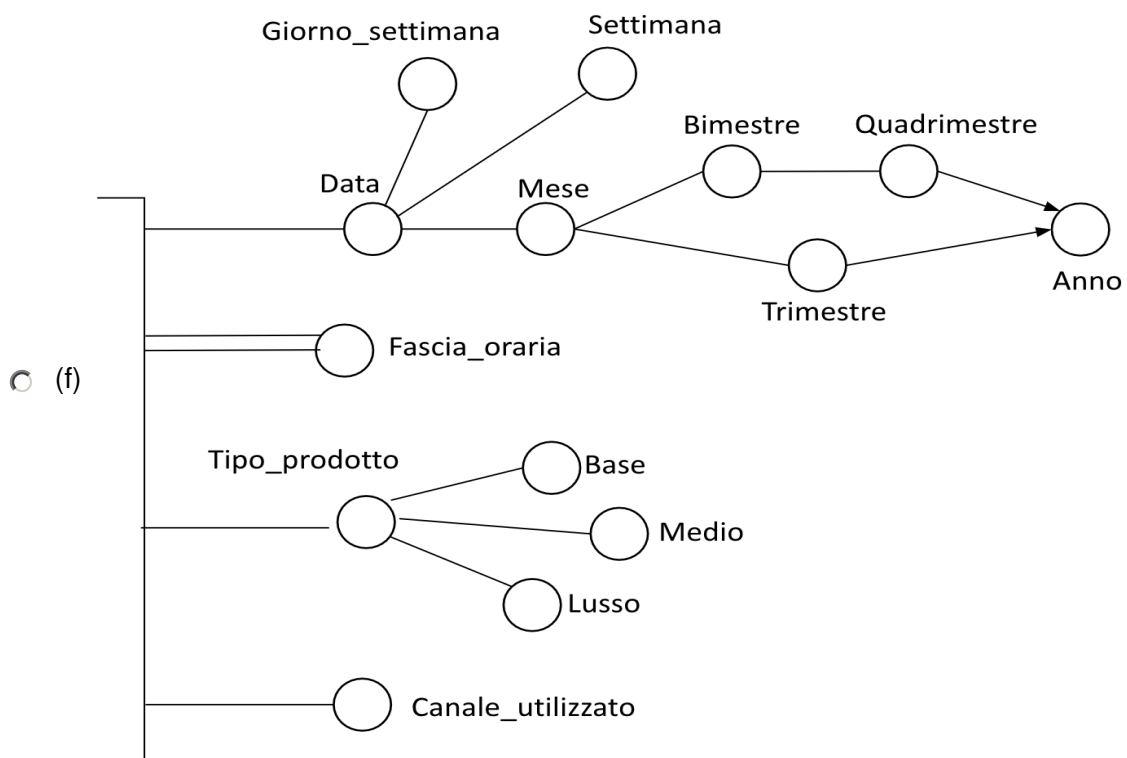 Giorno_settimana
Settimana
Bimestre
Quadrimestre
Data
Mese
Anno
Trimestre
Fascia_oraria
(f)
Tipo_prodotto
Base
Medio
Lusso
Canale_utilizzato